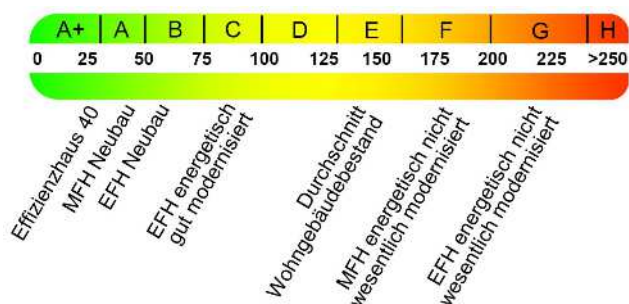 A+ A B C D E F G H
0 25 50 75 100 125 150 175 200 225 >250
Effizienzhaus 40
MFH Neubau
EFH Neubau
EFH energetisch
gut modernisiert
Durchschnitt
Wohngebäudebestand
MFH energetisch nicht
wesentlich modernisiert
EFH energetisch nicht
wesentlich modernisiert